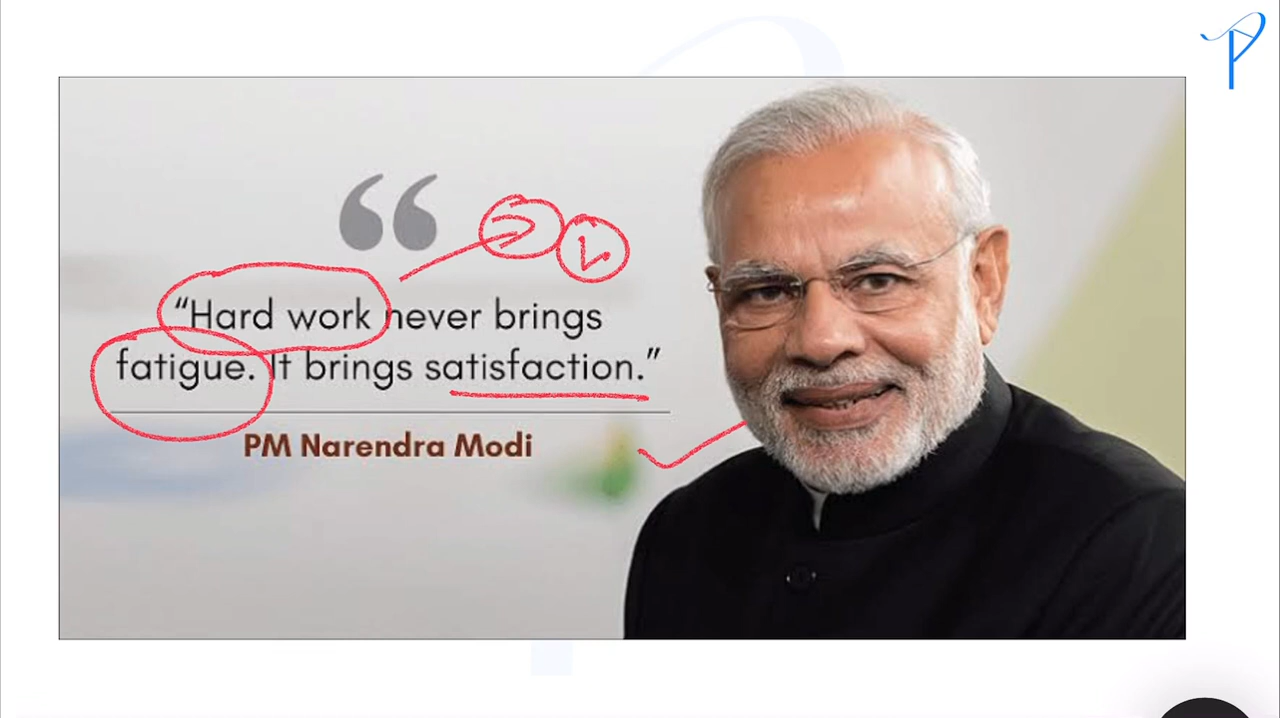 “Hard work never brings
fatigue. It brings satisfaction.”
PM Narendra Modi